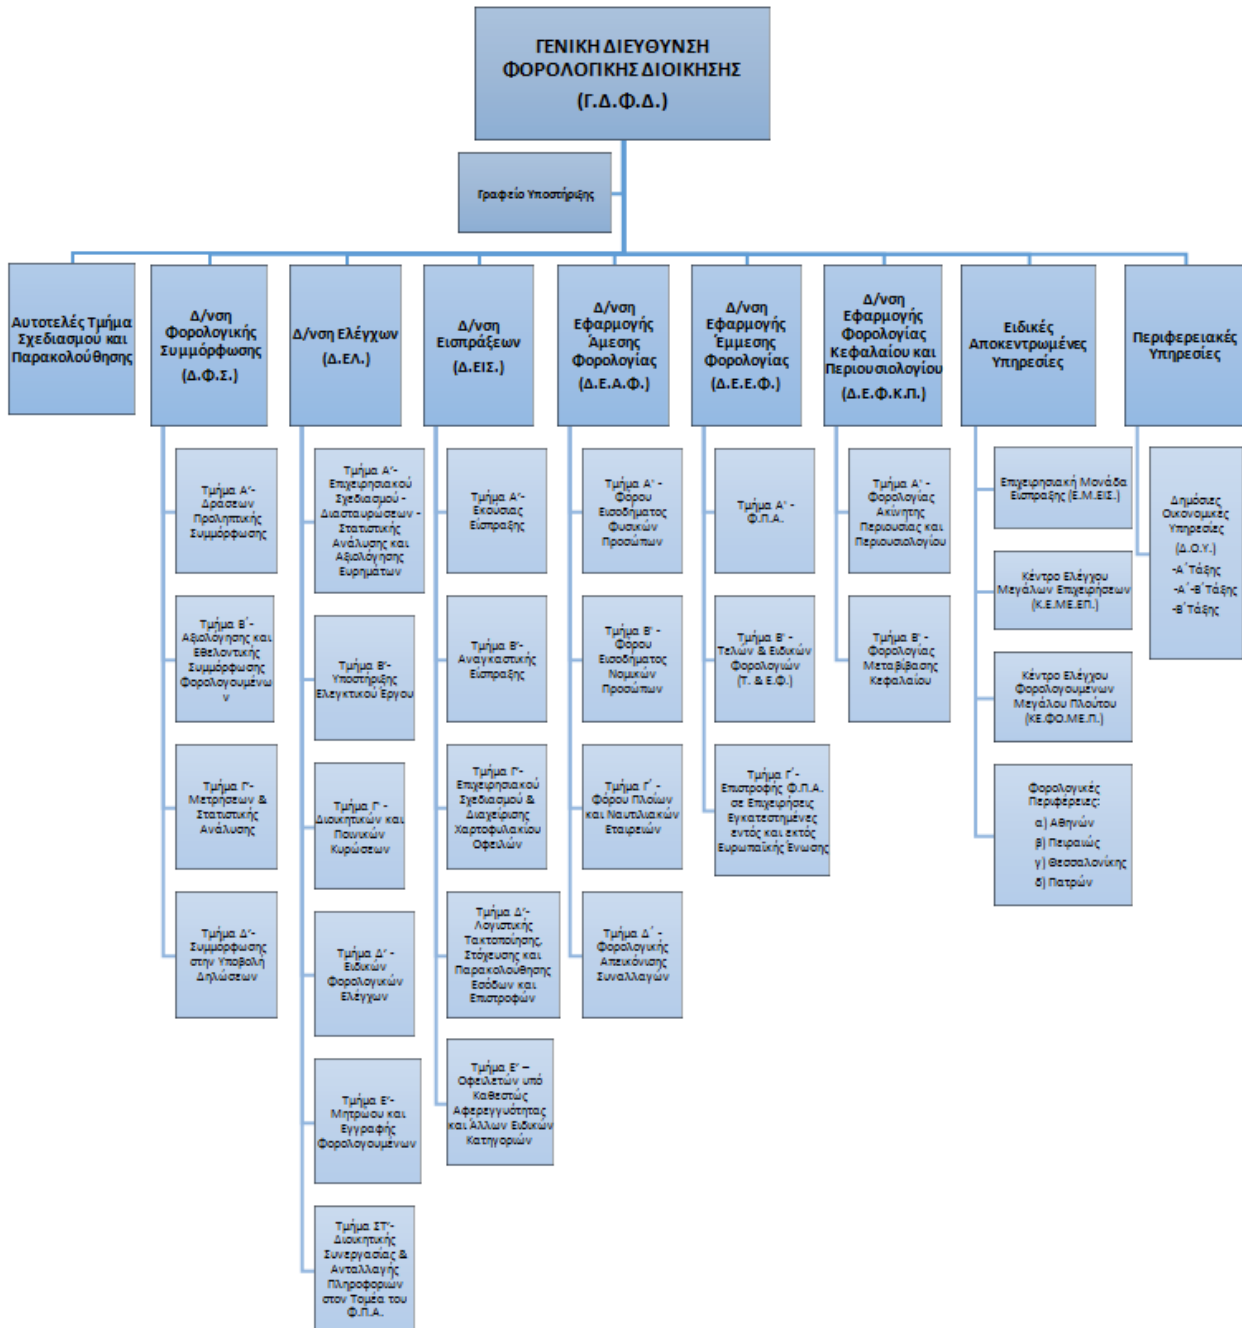 ΓΕΝΙΚΗ ΔΙΕΥΘΥΝΣΗ
ΦΟΡΟΛΟΓΙΚΗΣ ΔΙΟΙΚΗΣΗΣ
(Γ.Δ.Φ.Δ.)
Γραφείο Υποστήριξης
Αυτοτελές Τμήμα
Σχεδιασμού και
Παρακολούθησης
Δ/νση
Φορολογικής
Συμμόρφωσης
(Δ.Φ.Σ.)
Τμήμα Α'-
Δράσεων
Προληπτικής
Συμμόρφωσης
Τμήμα Β΄-
Αξιολόγησης και
Εθελοντικής
Συμμόρφωσης
Φορολογουμένω
ν
Τμήμα Γ'-
Μετρήσεων &
Στατιστικής
Ανάλυσης
Τμήμα Δ'-
Συμμόρφωσης
στην Υποβολή
Δηλώσεων
Δ/νση Ελέγχων
(Δ.ΕΛ.)
Τμήμα Α'-
Επιχειρησιακού
Σχεδιασμού -
Διασταυρώσεων -
Στατιστικής
Ανάλυσης και
Αξιολόγησης
Ευρημάτων
Τμήμα Β'-
Υποστήριξης
Ελεγκτικού Έργου
Τμήμα Γ' -
Διοικητικών και
Ποινικών
Κυρώσεων
Τμήμα Δ' -
Ειδικών
Φορολογικών
Ελέγχων
Τμήμα Ε'-
Μητρώου και
Εγγραφής
Φορολογουμένων
Τμήμα ΣΤ'-
Διοικητικής
Συνεργασίας &
Ανταλλαγής
Πληροφοριών
στον Τομέα του
Φ.Π.Α.
Δ/νση
Εισπράξεων
(Δ.ΕΙΣ.)
Τμήμα Α'-
Εκούσιας
Είσπραξης
Τμήμα Β'-
Αναγκαστικής
Είσπραξης
Τμήμα Γ'-
Επιχειρησιακού
Σχεδιασμού &
Διαχείρισης
Χαρτοφυλακίου
Οφειλών
Τμήμα Δ'-
Λογιστικής
Τακτοποίησης,
Στόχευσης και
Παρακολούθησης
Εσόδων και
Επιστροφών
Τμήμα Ε' –
Οφειλετών υπό
Καθεστώς
Αφερεγγυότητας
και Άλλων Ειδικών
Κατηγοριών
Δ/νση
Εφαρμογής
Άμεσης
Φορολογίας
(Δ.Ε.Α.Φ.)
Τμήμα Α' -
Φόρου
Εισοδήματος
Φυσικών
Προσώπων
Τμήμα Β' -
Φόρου
Εισοδήματος
Νομικών
Προσώπων
Τμήμα Γ΄ -
Φόρου Πλοίων
και Ναυτιλιακών
Εταιρειών
Τμήμα Δ΄ -
Φορολογικής
Απεικόνισης
Συναλλαγών
Δ/νση
Εφαρμογής
Έμμεσης
Φορολογίας
(Δ.Ε.Ε.Φ.)
Τμήμα Α' -
Φ.Π.Α.
Τμήμα Β' -
Τελών & Ειδικών
Φορολογιών
(Τ. & Ε.Φ.)
Τμήμα Γ΄ -
Επιστροφής Φ.Π.Α.
σε Επιχειρήσεις
Εγκατεστημένες
εντός και εκτός
Ευρωπαϊκής Ένωσης
Δ/νση
Εφαρμογής
Φορολογίας
Κεφαλαίου και
Περιουσιολογίου
(Δ.Ε.Φ.Κ.Π.)
Τμήμα Α' -
Φορολογίας
Ακίνητης
Περιουσίας και
Περιουσιολογίου
Τμήμα Β' -
Φορολογίας
Μεταβίβασης
Κεφαλαίου
Ειδικές
Αποκεντρωμένες
Υπηρεσίες
Επιχειρησιακή Μονάδα
Είσπραξης (Ε.Μ.ΕΙΣ.)
Κέντρο Ελέγχου
Μεγάλων Επιχειρήσεων
(Κ.Ε.ΜΕ.ΕΠ.)
Κέντρο Ελέγχου
Φορολογουμένων
Μεγάλου Πλούτου
(ΚΕ.ΦΟ.ΜΕ.Π.)
Φορολογικές
Περιφέρειες:
α) Αθηνών
β) Πειραιώς
γ) Θεσσαλονίκης
δ) Πατρών
Περιφερειακές
Υπηρεσίες
Δημόσιες
Οικονομικές
Υπηρεσίες
(Δ.Ο.Υ.)
-Α΄Τάξης
-Α΄-Β΄Τάξης
-Β΄Τάξης